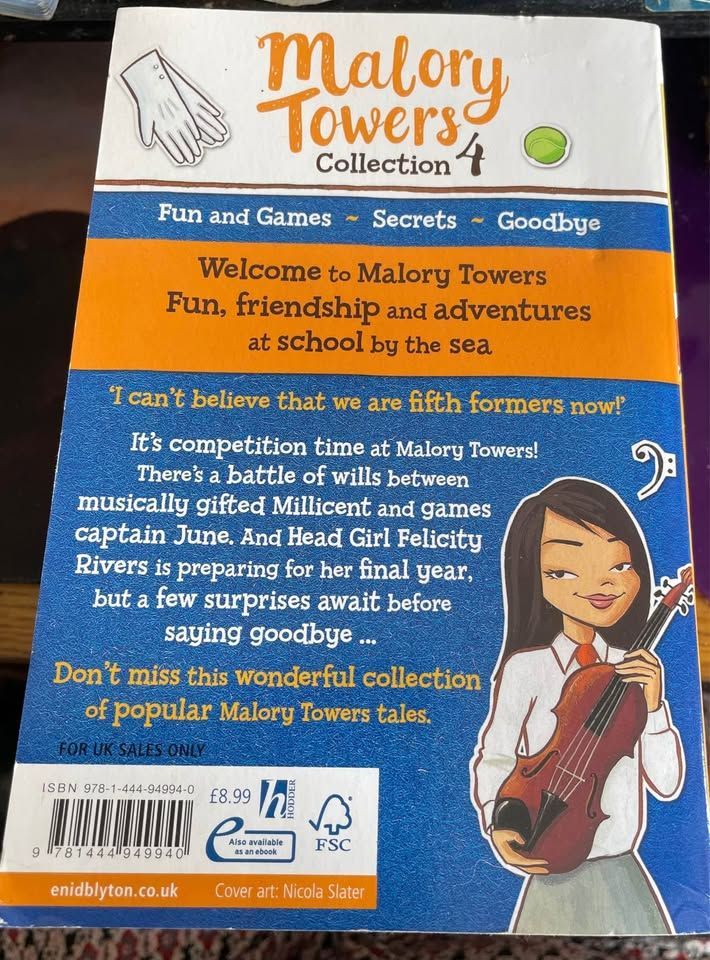 Malory
Towers
Collection 4
Fun and Games ~ Secrets ~ Goodbye
Welcome to Malory Towers
Fun, friendship and adventures
at school by the sea
'I can't believe that we are fifth formers now!'
It's competition time at Malory Towers!
There's a battle of wills between
musically gifted Millicent and games
captain June. And Head Girl Felicity
Rivers is preparing for her final year,
but a few surprises await before
saying goodbye ...
Don't miss this wonderful collection
of popular Malory Towers tales.
FOR UK SALES ONLY
ISBN 978-1-444-94994-0
£8.99
h
HODDER
e
Also available
as an ebook
FSC
9 781444 949940
enidblyton.co.uk
Cover art: Nicola Slater